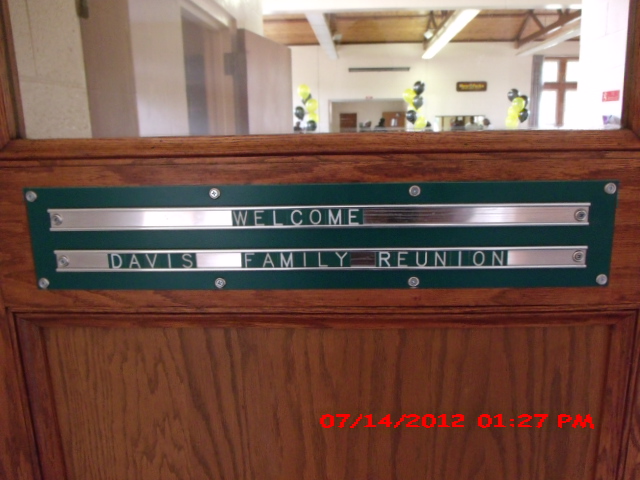 WELCOME
DAVIS FAMILY REUNION
07/14/2012 01:27 PM